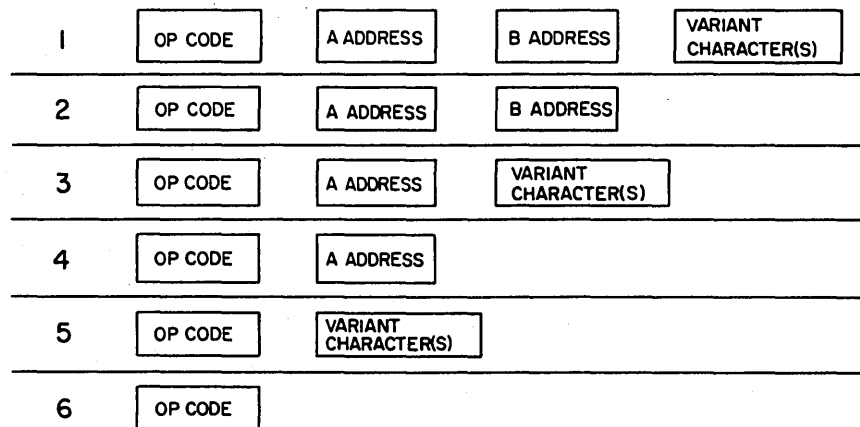 1 OP CODE A ADDRESS B ADDRESS VARIANT
CHARACTER(S)
2 OP CODE A ADDRESS B ADDRESS
3 OP CODE A ADDRESS VARIANT
CHARACTER(S)
4 OP CODE A ADDRESS
5 OP CODE VARIANT
CHARACTER(S)
6 OP CODE